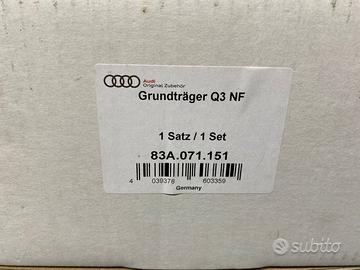 Audi
Original Zubehör
Grundträger Q3 NF
1 Satz / 1 Set
83A.071.151
4 039378 603359
Germany
subito